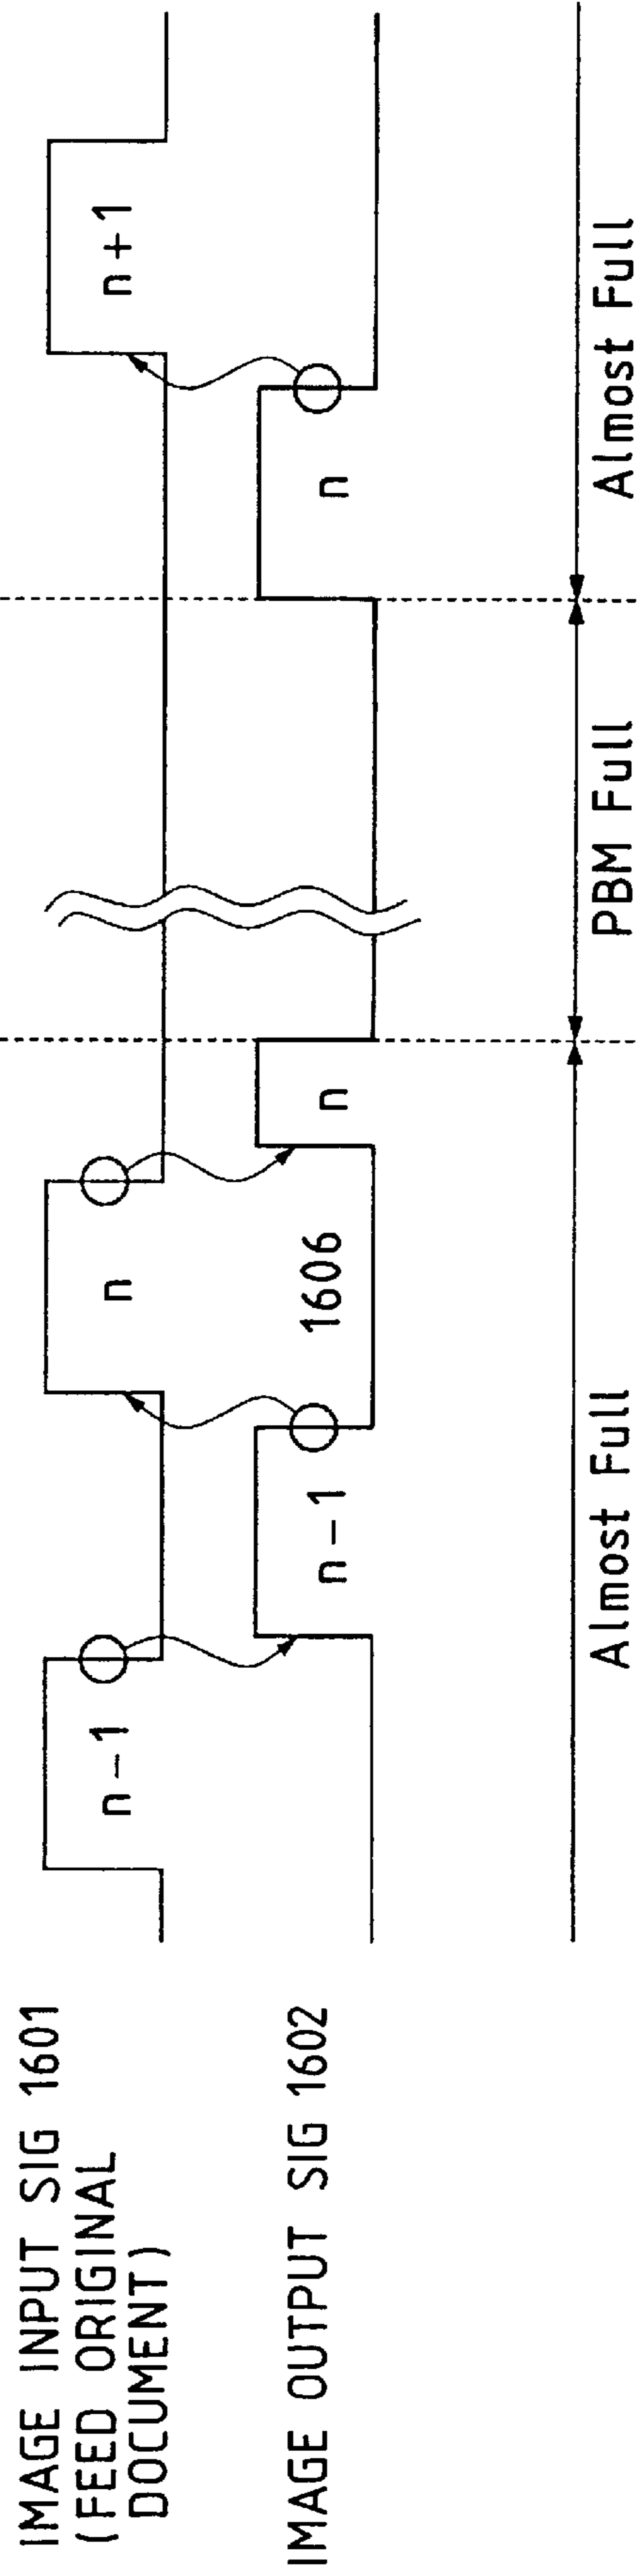 IMAGE INPUT SIG 1601
(FEED ORIGINAL
DOCUMENT)
n-1
n
n+1
IMAGE OUTPUT SIG 1602
n-1
1606
n
n
Almost Full
PBM Full
Almost Full